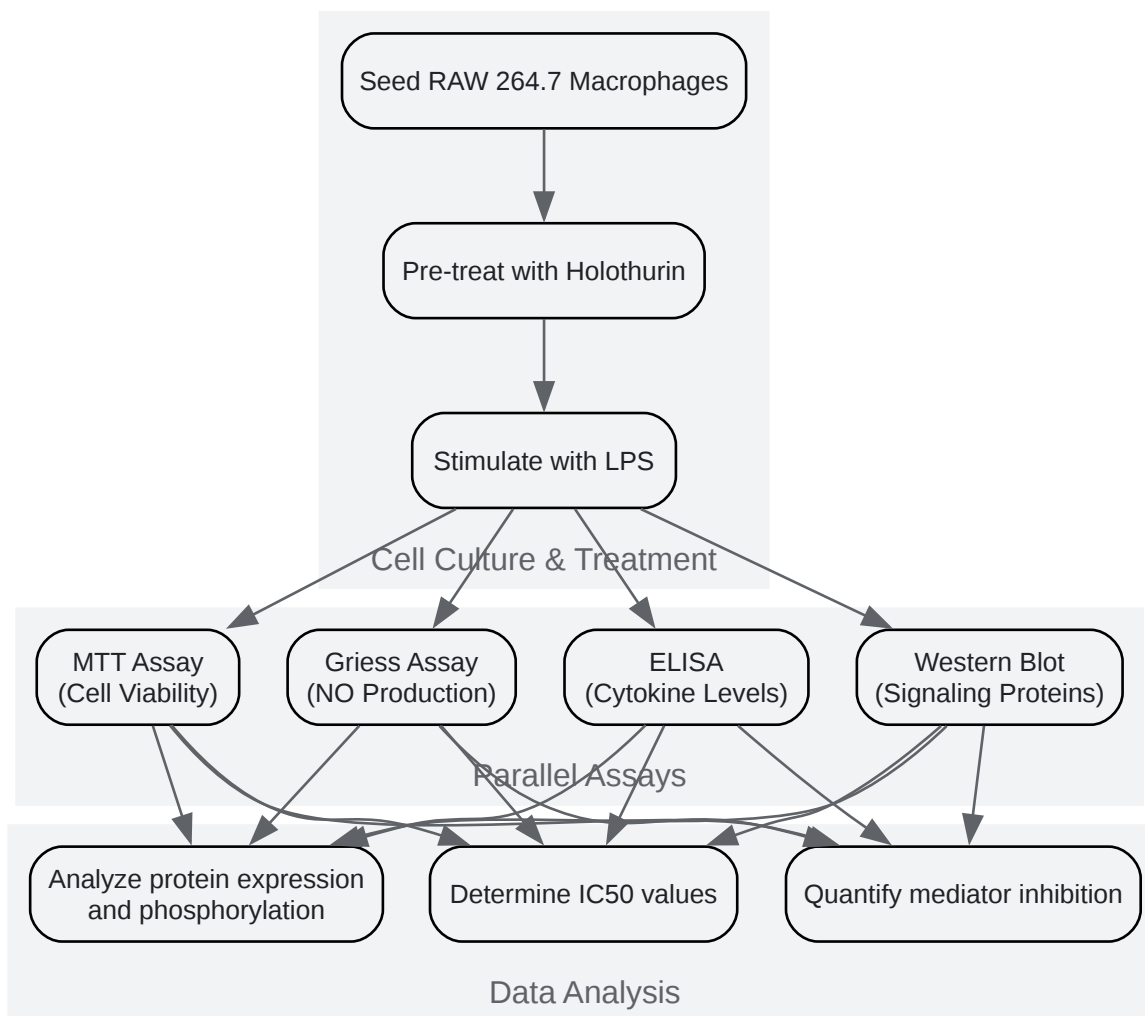 Seed RAW 264.7 Macrophages
Pre-treat with Holothurin
Stimulate with LPS
Cell Culture & Treatment
MTT Assay
(Cell Viability)
Griess Assay
(NO Production)
ELISA
(Cytokine Levels)
Western Blot
(Signaling Proteins)
Parallel Assays
Analyze protein expression
and phosphorylation
Determine IC50 values
Quantify mediator inhibition
Data Analysis